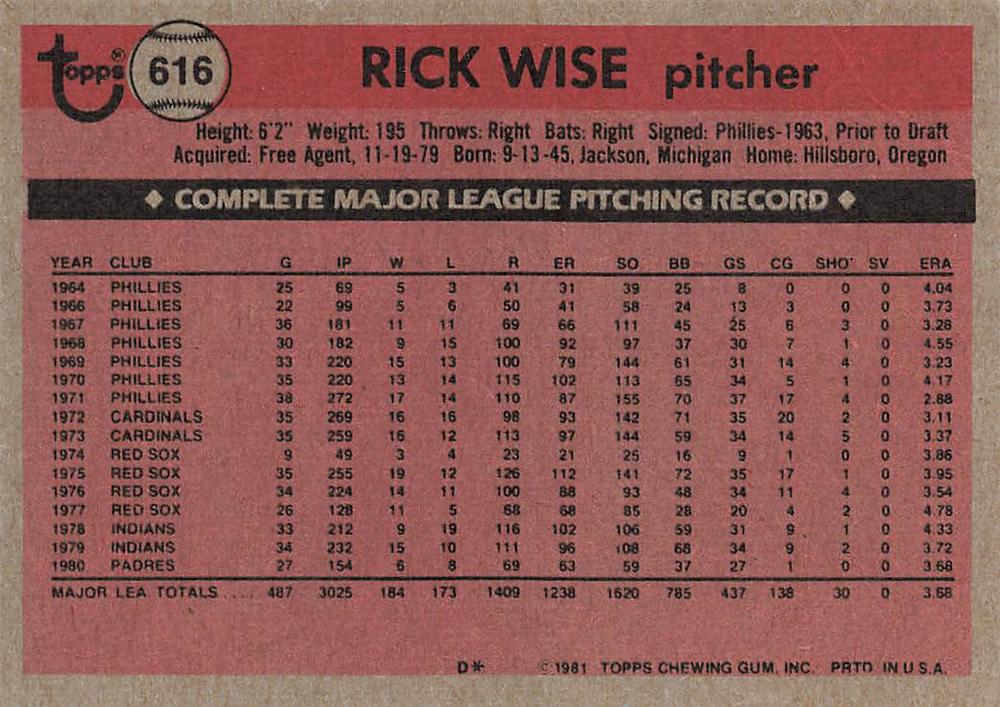 topps® 616 RICK WISE pitcher
Height: 6'2" Weight: 195 Throws: Right Bats: Right Signed: Phillies-1963, Prior to Draft
Acquired: Free Agent, 11-19-79 Born: 9-13-45, Jackson, Michigan Home: Hillsboro, Oregon
◆ COMPLETE MAJOR LEAGUE PITCHING RECORD ◆
YEAR CLUB G IP W L R ER SO BB GS CG SHO SV ERA
1964 PHILLIES 25 69 5 3 41 31 39 25 8 0 0 0 4.04
1966 PHILLIES 22 99 5 6 50 41 58 24 13 3 0 0 3.73
1967 PHILLIES 36 181 11 11 69 66 111 45 25 6 3 0 3.28
1968 PHILLIES 30 182 9 15 100 92 97 37 30 7 1 0 4.55
1969 PHILLIES 33 220 15 13 100 79 144 61 31 14 4 0 3.23
1970 PHILLIES 35 220 13 14 115 102 113 65 34 5 1 0 4.17
1971 PHILLIES 38 272 17 14 110 87 155 70 37 17 4 0 2.88
1972 CARDINALS 35 269 16 16 98 93 142 71 35 20 2 0 3.11
1973 CARDINALS 35 259 16 12 113 97 144 59 34 14 5 0 3.37
1974 RED SOX 9 49 3 4 23 21 25 16 9 1 0 0 3.86
1975 RED SOX 35 255 19 12 126 112 141 72 35 17 1 0 3.95
1976 RED SOX 34 224 14 11 100 88 93 48 34 11 4 0 3.54
1977 RED SOX 26 128 11 5 68 68 85 28 20 4 2 0 4.78
1978 INDIANS 33 212 9 19 116 102 106 59 31 9 1 0 4.33
1979 INDIANS 34 232 15 10 111 96 108 68 34 9 2 0 3.72
1980 PADRES 27 154 6 8 69 63 59 37 27 1 0 0 3.68
MAJOR LEA TOTALS .... 487 3025 184 173 1409 1238 1620 785 437 138 30 0 3.68
D* © 1981 TOPPS CHEWING GUM, INC. PRTD. IN U.S.A.